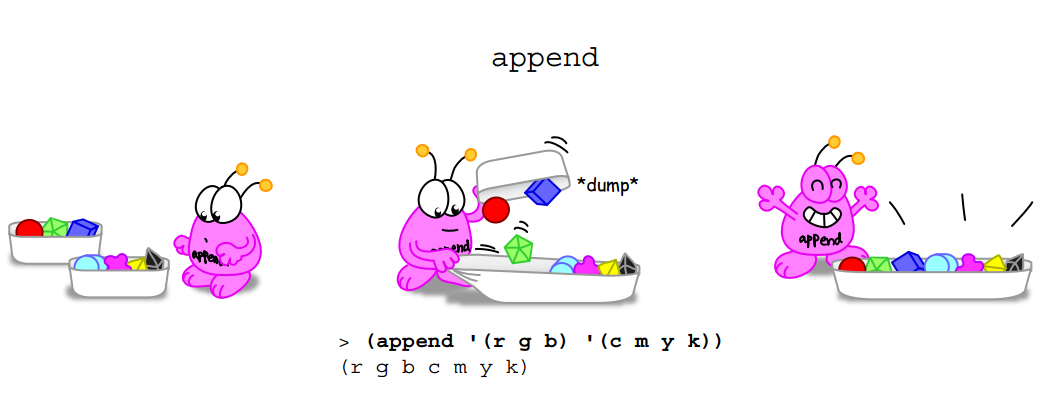 append
*dump*
append
append
append
> (append '(r g b) '(c m y k))
(r g b c m y k)